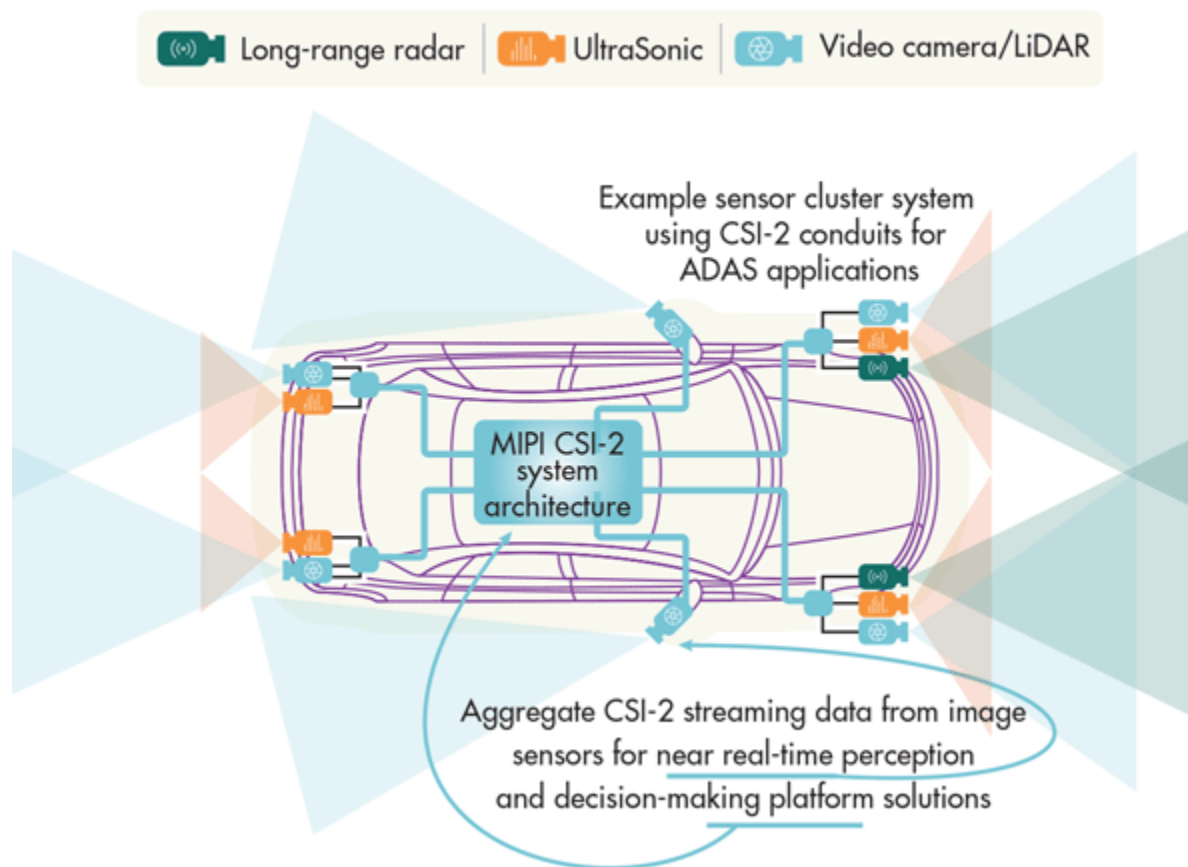 Long-range radar
UltraSonic
Video camera/LiDAR
Example sensor cluster system
using CSI-2 conduits for
ADAS applications
MIPI CSI-2
system
architecture
Aggregate CSI-2 streaming data from image
sensors for near real-time perception
and decision-making platform solutions